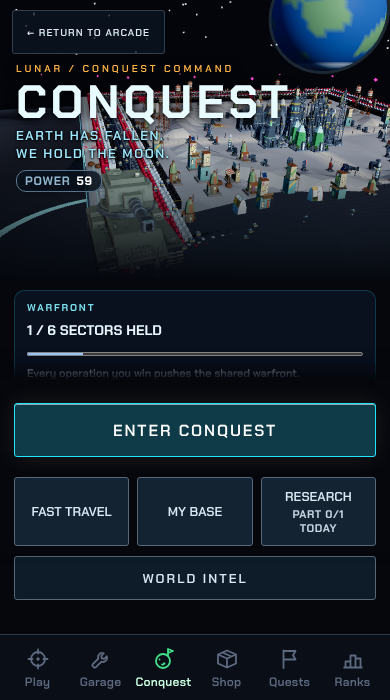 ← RETURN TO ARCADE
LUNAR / CONQUEST COMMAND
CONQUEST
EARTH HAS FALLEN.
WE HOLD THE MOON.
POWER 59
WARFRONT
1 / 6 SECTORS HELD
Every operation you win pushes the shared warfront.
ENTER CONQUEST
FAST TRAVEL
MY BASE
RESEARCH
PART 0/1
TODAY
WORLD INTEL
Play
Garage
Conquest
Shop
Quests
Ranks